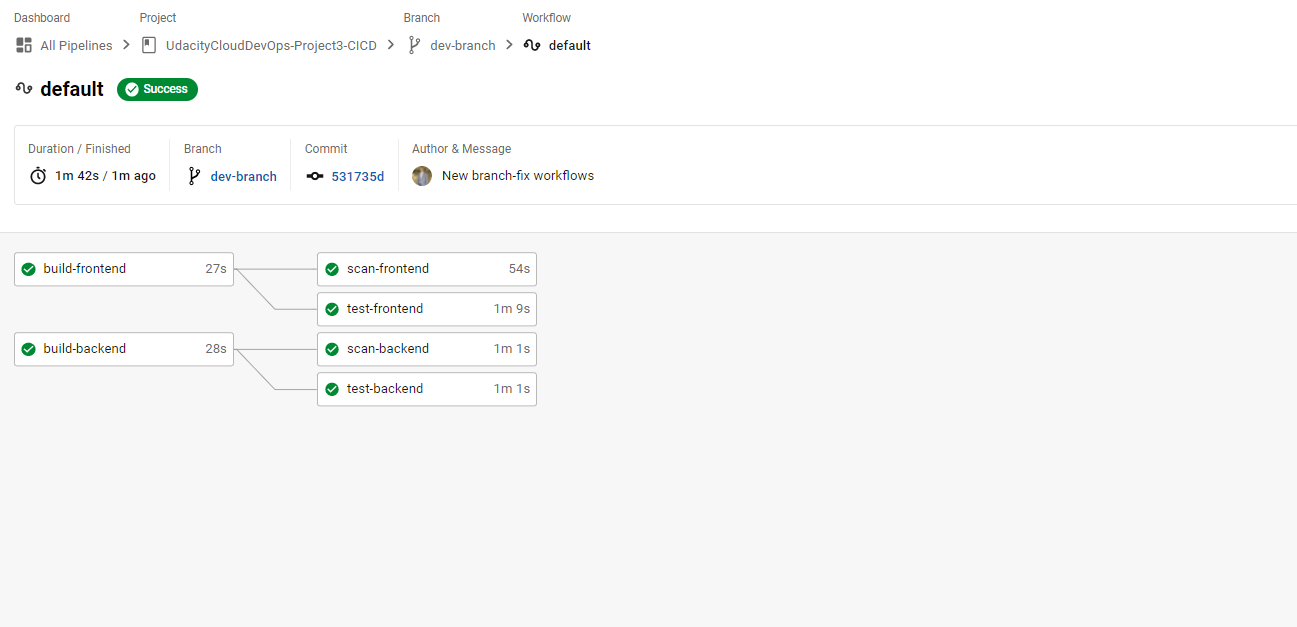 Dashboard Project Branch Workflow
All Pipelines UdacityCloudDevOps-Project3-CICD dev-branch default
default Success
Duration / Finished Branch Commit Author & Message
1m 42s / 1m ago dev-branch 531735d New branch-fix workflows
build-frontend 27s scan-frontend 54s
test-frontend 1m 9s
build-backend 28s scan-backend 1m 1s
test-backend 1m 1s